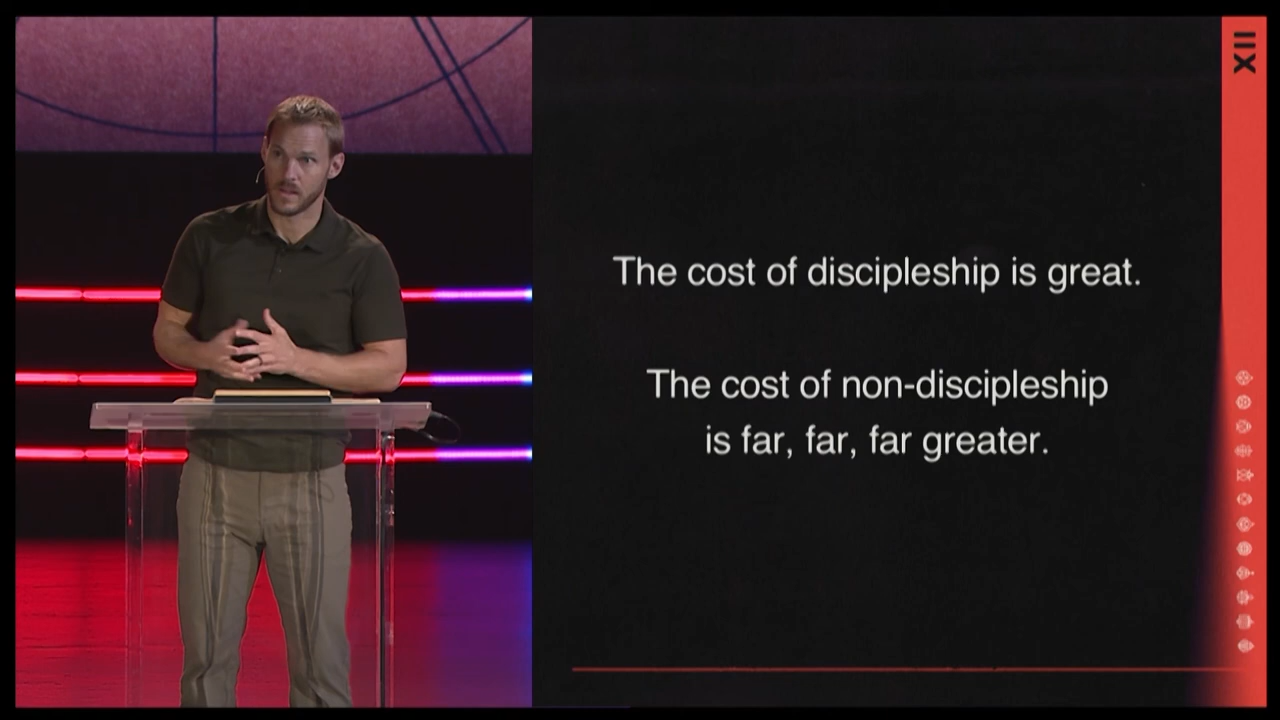 XII
The cost of discipleship is great.
The cost of non-discipleship
is far, far, far greater.